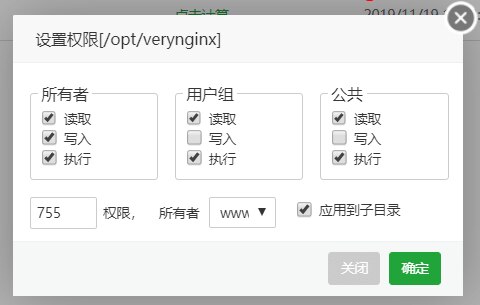 点击计算 2019/11/19
设置权限[/opt/verynginx]
所有者 用户组 公共
读取 读取 读取
写入 写入 写入
执行 执行 执行
755 权限， 所有者 www 应用到子目录
关闭 确定